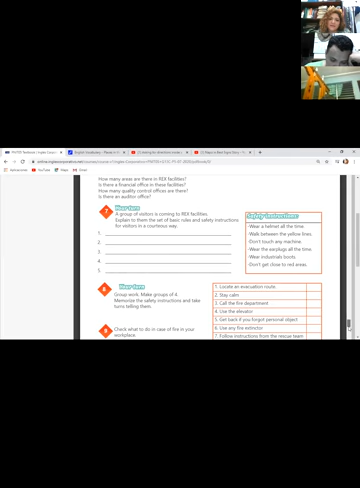 How many areas are there in REX facilities?
Is there a financial office in these facilities?
How many quality control offices are there?
Is there an auditor office?
7
Your turn
A group of visitors is coming to REX facilities.
Explain to them the set of basic rules and safety instructions
for visitors in a courteous way.
1.
2.
3.
4.
5.
Safety instructions:
-Wear a helmet all the time.
-Walk between the yellow lines.
-Don't touch any machine.
-Wear the earplugs all the time.
-Wear industrials boots.
-Don't get close to red areas.
8
Your turn
Group work. Make groups of 4.
Memorize the safety instructions and take
turns telling them.
9
Check what to do in case of fire in your
workplace.
1. Locate an evacuation route.
2. Stay calm
3. Call the fire department
4. Use the elevator
5. Get back if you forgot personal object
6. Use any fire extinctor
7. Follow instructions from the rescue team